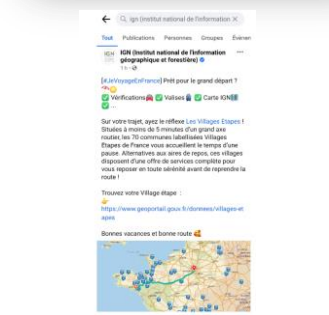 ign (institut national de l'information
Tout Publications Personnes Groupes Évènem
IGN (Institut national de l'information
géographique et forestière)
1 h
[#JeVoyageEnFrance] Prêt pour le grand départ ?
✅ Vérifications🚘 ✅ Valises🧳 ✅ Carte IGN🗺️
✅ ...
Sur votre trajet, ayez le réflexe Les Villages Etapes !
Situées à moins de 5 minutes d'un grand axe
routier, les 70 communes labellisées Villages
Étapes de France vous accueillent le temps d'une
pause. Alternatives aux aires de repos, ces villages
disposent d'une offre de services complète pour
vous reposer en toute sérénité avant de reprendre la
route !
Trouvez votre Village étape :
👉
https://www.geoportail.gouv.fr/donnees/villages-et
apes
Bonnes vacances et bonne route 🥰